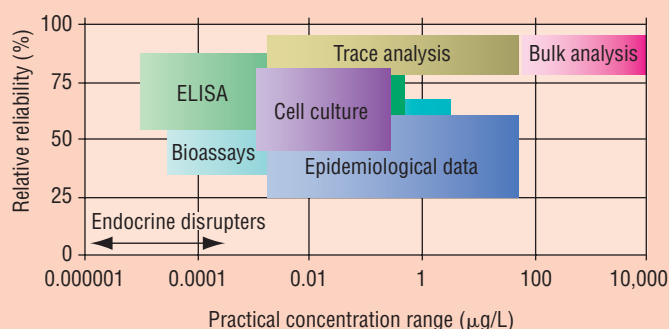 Relative reliability (%)
100
75
50
25
0
Trace analysis
Bulk analysis
ELISA
Cell culture
Bioassays
Epidemiological data
Endocrine disrupters
0.000001
0.0001
0.01
1
100
10,000
Practical concentration range (μg/L)